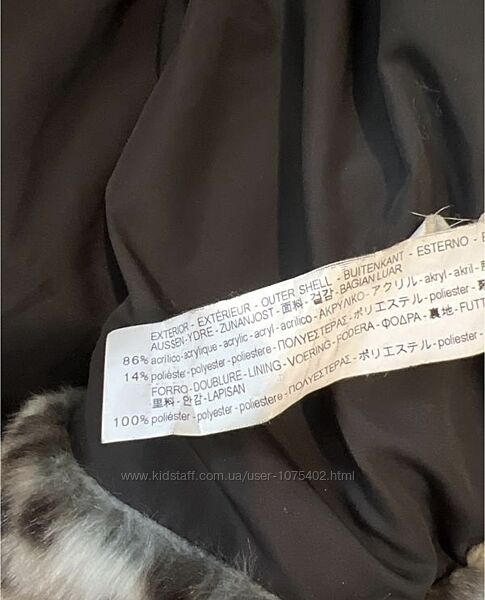 EXTERIOR - EXTÉRIEUR - OUTER SHELL - BUITENKANT - ESTERNO -
AUSSEN-YDRE-ZUNANJOST-面料-겉감-BAGIAN LUAR
86% acrílico-acrylique-acrylic-acryl-acrilico-ΑΚΡΥΛΙΚΟ-アクリル-akryl-akril-
14% poliéster-polyester-poliestere-ΠΟΛΥΕΣΤΕΡΑΣ-ポリエステル-poliester-
FORRO-DOUBLURE-LINING-VOERING-FODERA-ΦΟΔΡΑ-裏地-FUTT
里料-안감-LAPISAN
100% poliéster-polyester-poliestere-ΠΟΛΥΕΣΤΕΡΑΣ-ポリエステル-poliester-
www.kidstaff.com.ua/user-1075402.html